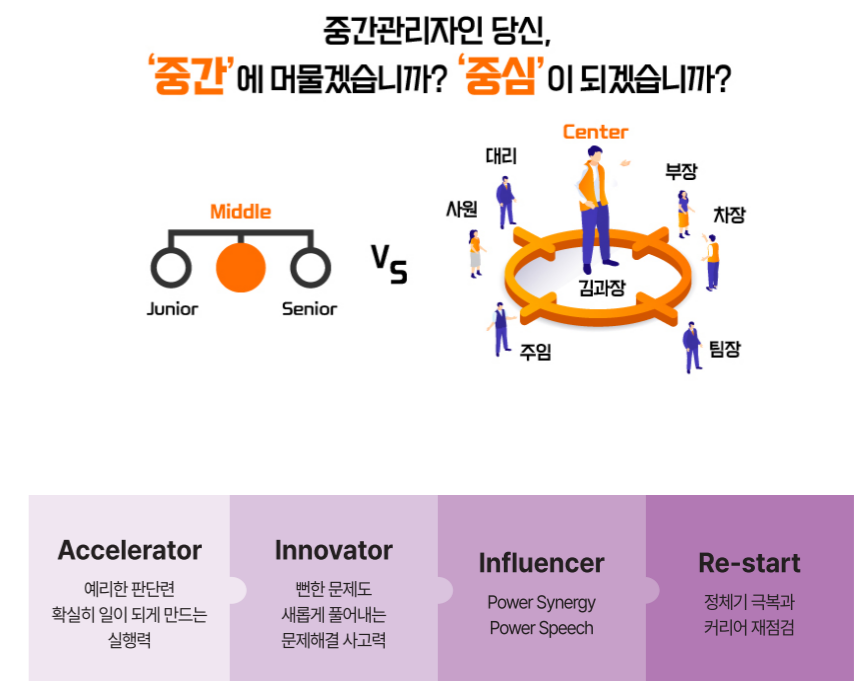 중간관리자인 당신,
‘중간’에 머물겠습니까? ‘중심’이 되겠습니까?
Middle
Junior
Senior
VS
Center
대리
부장
사원
차장
김과장
주임
팀장
Accelerator
예리한 판단련
확실히 일이 되게 만드는
실행력
Innovator
뻔한 문제도
새롭게 풀어내는
문제해결 사고력
Influencer
Power Synergy
Power Speech
Re-start
정체기 극복과
커리어 재점검